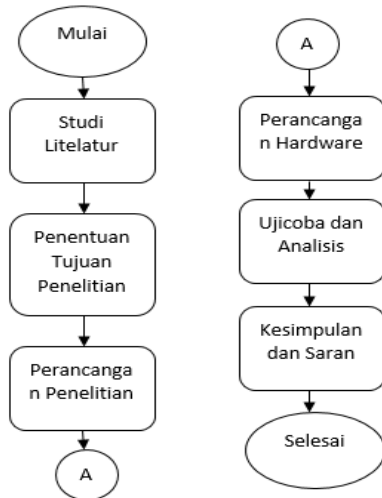 Mulai
Studi
Litelatur
Penentuan
Tujuan
Penelitian
Perancanga
n Penelitian
A
A
Perancanga
n Hardware
Ujicoba dan
Analisis
Kesimpulan
dan Saran
Selesai